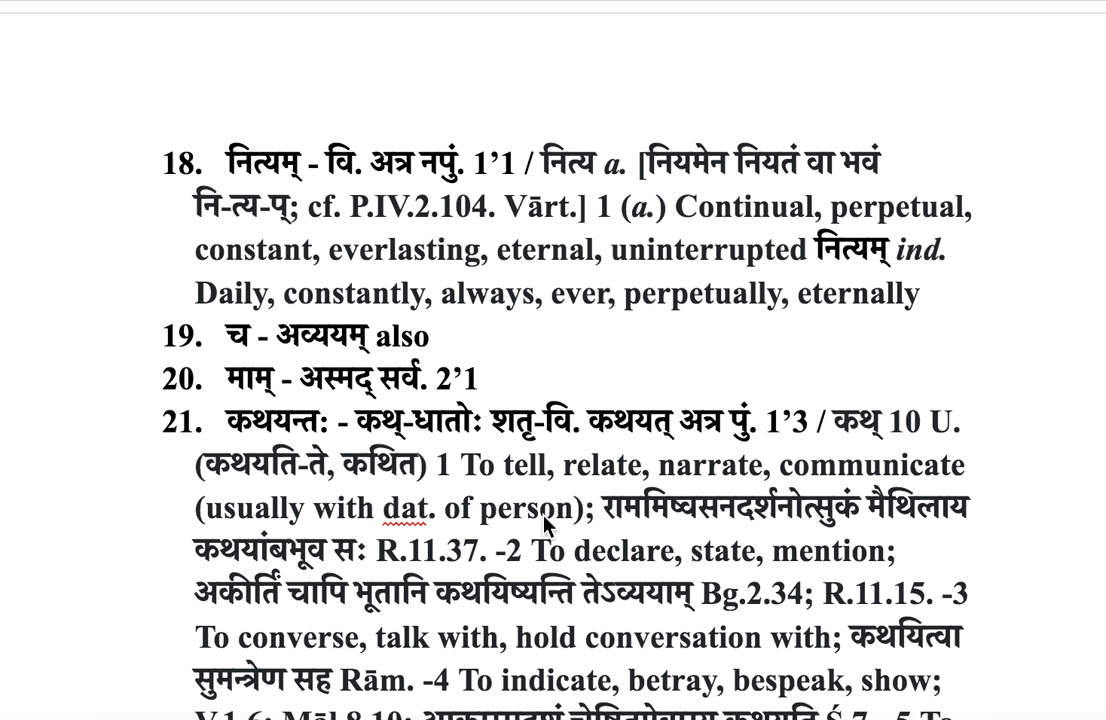 18. नित्यम् - वि. अत्र नपुं. 1’1 / नित्य a. [नियमेन नियतं वा भवं
नि-त्य-प्; cf. P.IV.2.104. Vārt.] 1 (a.) Continual, perpetual,
constant, everlasting, eternal, uninterrupted नित्यम् ind.
Daily, constantly, always, ever, perpetually, eternally
19. च - अव्ययम् also
20. माम् - अस्मद् सर्व. 2’1
21. कथयन्तः - कथ्-धातोः शतृ-वि. कथयत् अत्र पुं. 1’3 / कथ् 10 U.
(कथयति-ते, कथित) 1 To tell, relate, narrate, communicate
(usually with dat. of person); राममिष्वसनदर्शनोत्सुकं मैथिलाय
कथयांबभूव सः R.11.37. -2 To declare, state, mention;
अकीर्तिं चापि भूतानि कथयिष्यन्ति तेऽव्ययाम् Bg.2.34; R.11.15. -3
To converse, talk with, hold conversation with; कथयित्वा
सुमन्त्रेण सह Rām. -4 To indicate, betray, bespeak, show;